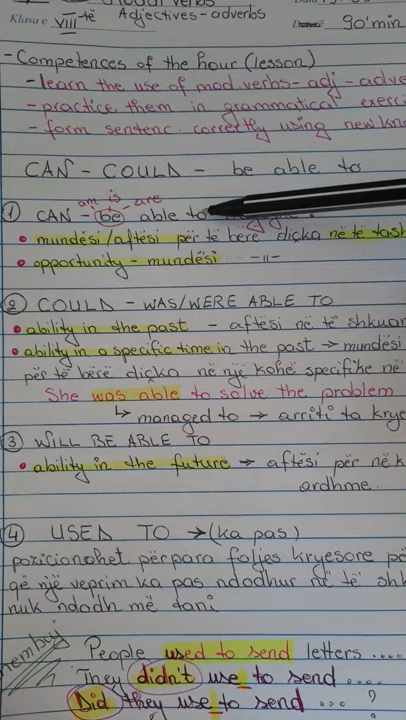 Modal verbs
Klasa e VIII-të Adjectives-adverbs 90'min
- Competences of the hour (lesson)
- learn the use of mod.verbs-adj-adve
- practice them in grammatical exerci
- form sentenc. correctly using new kno
CAN - COULD - be able to
am is are
① CAN - be able to
• mundësi/aftësi për të bërë diçka në të tash
• opportunity - mundësi -11-
② COULD - WAS/WERE ABLE TO
• ability in the past - aftësi në të shkuar
• ability in a specific time in the past → mundësi
për të bërë diçka në një kohë specifike në
She was able to solve the problem
↳ managed to → arriti ta krye
③ WILL BE ABLE TO
• ability in the future → aftësi për në k
ardhme.
④ USED TO → (ka pas)
pozicionohet përpara foljes kryesore pë
që një veprim ka pas ndodhur në të shk
nuk ndodh më tani
People used to send letters ....
They didn't use to send ....
Did they use to send ... ?